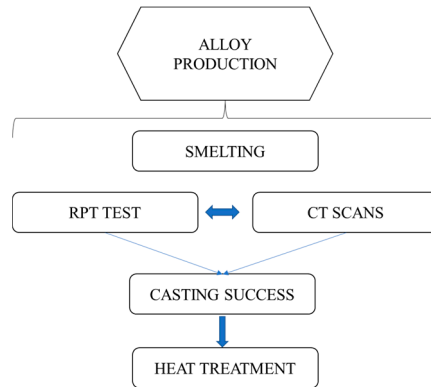 ALLOY
PRODUCTION
SMELTING
RPT TEST
CT SCANS
CASTING SUCCESS
HEAT TREATMENT